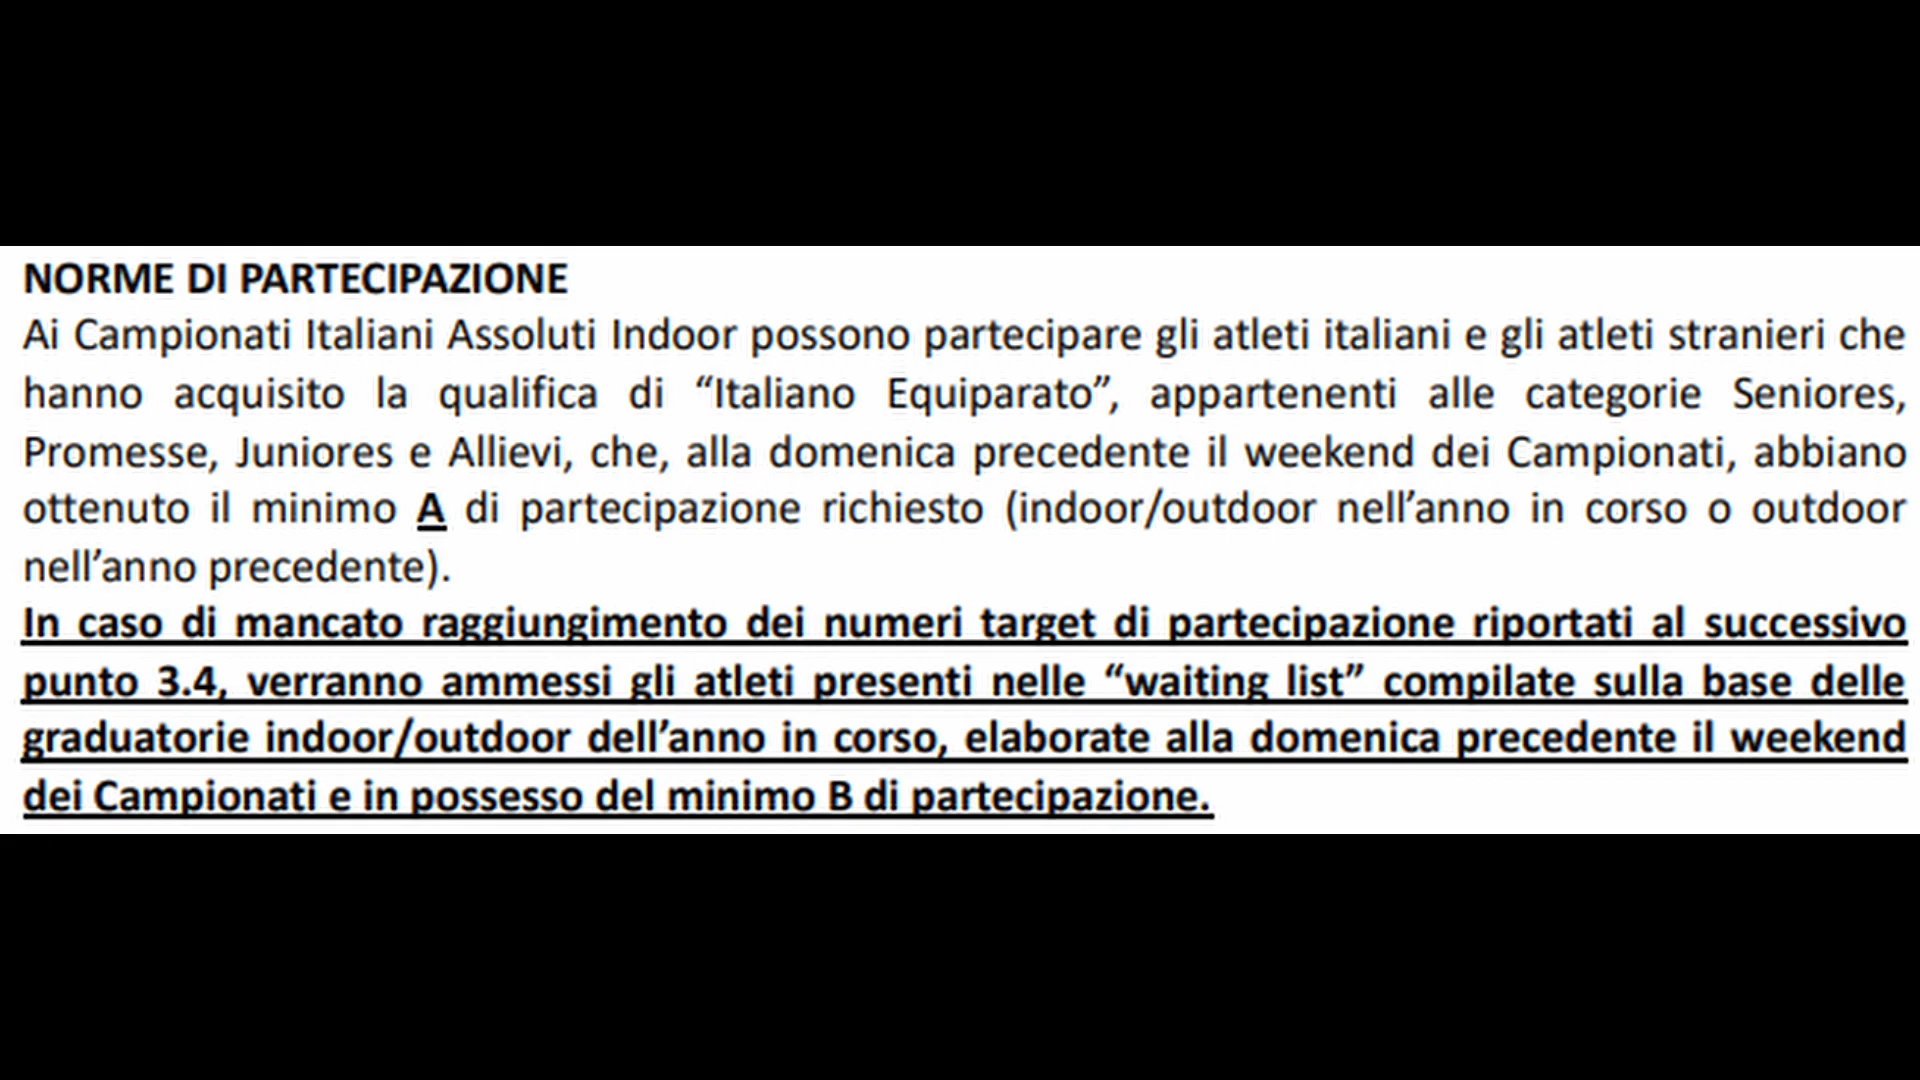 NORME DI PARTECIPAZIONE
Ai Campionati Italiani Assoluti Indoor possono partecipare gli atleti italiani e gli atleti stranieri che
hanno acquisito la qualifica di “Italiano Equiparato”, appartenenti alle categorie Seniores,
Promesse, Juniores e Allievi, che, alla domenica precedente il weekend dei Campionati, abbiano
ottenuto il minimo A di partecipazione richiesto (indoor/outdoor nell’anno in corso o outdoor
nell’anno precedente).
In caso di mancato raggiungimento dei numeri target di partecipazione riportati al successivo
punto 3.4, verranno ammessi gli atleti presenti nelle “waiting list” compilate sulla base delle
graduatorie indoor/outdoor dell’anno in corso, elaborate alla domenica precedente il weekend
dei Campionati e in possesso del minimo B di partecipazione.